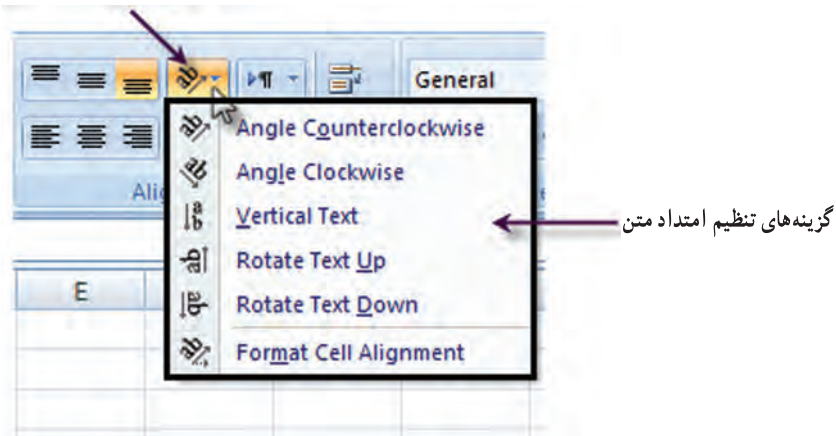 General
Angle Counterclockwise
Angle Clockwise
Vertical Text
گزینه‌های تنظیم امتداد متن
Rotate Text Up
Rotate Text Down
Format Cell Alignment
Alig
E